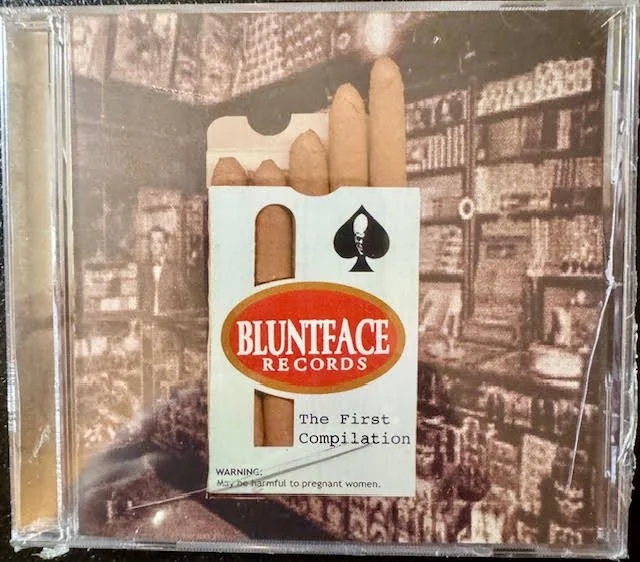 BLUNTFACE
RECORDS
The First
Compilation
WARNING:
May be harmful to pregnant women.